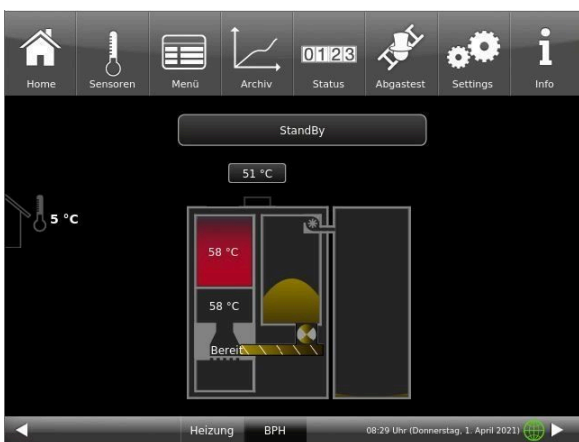 0123
Home Sensoren Menü Archiv Status Abgastest Settings Info
StandBy
51 °C
5 °C
58 °C
58 °C
Bereit
Heizung BPH 08:29 Uhr (Donnerstag, 1. April 2021)